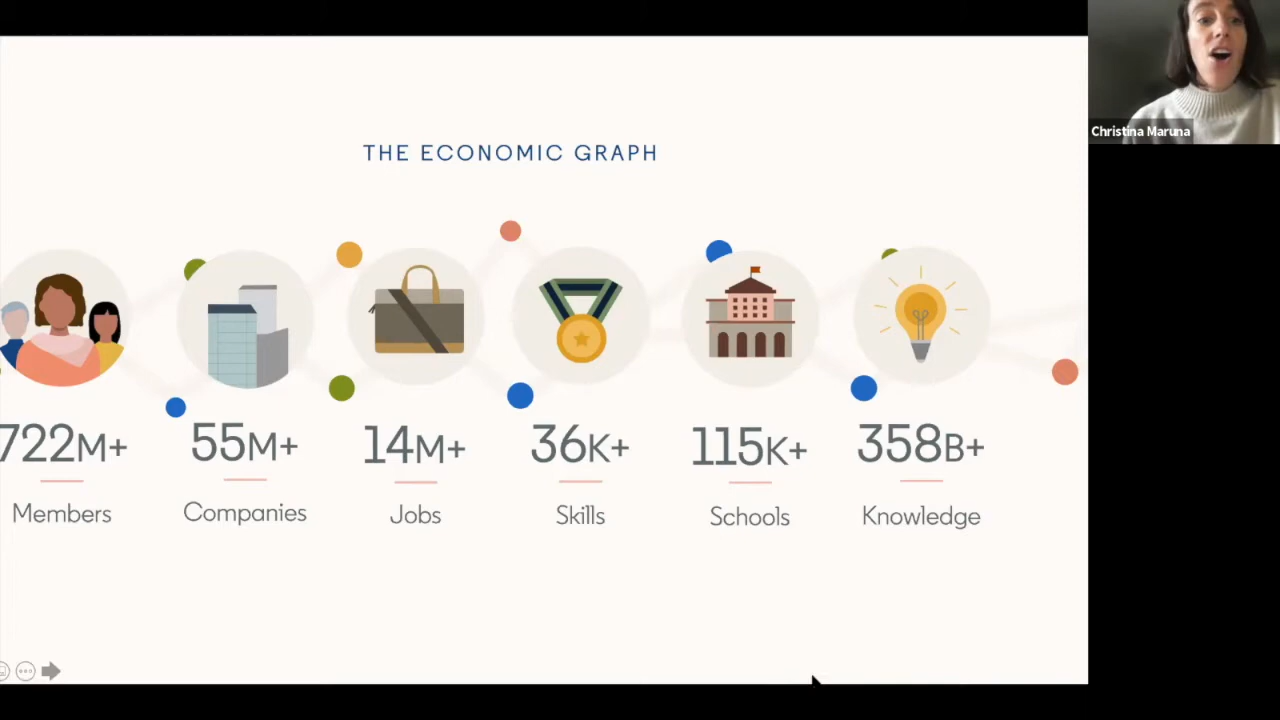 THE ECONOMIC GRAPH
Christina Maruna
722M+
55M+
14M+
36K+
115K+
358B+
Members
Companies
Jobs
Skills
Schools
Knowledge